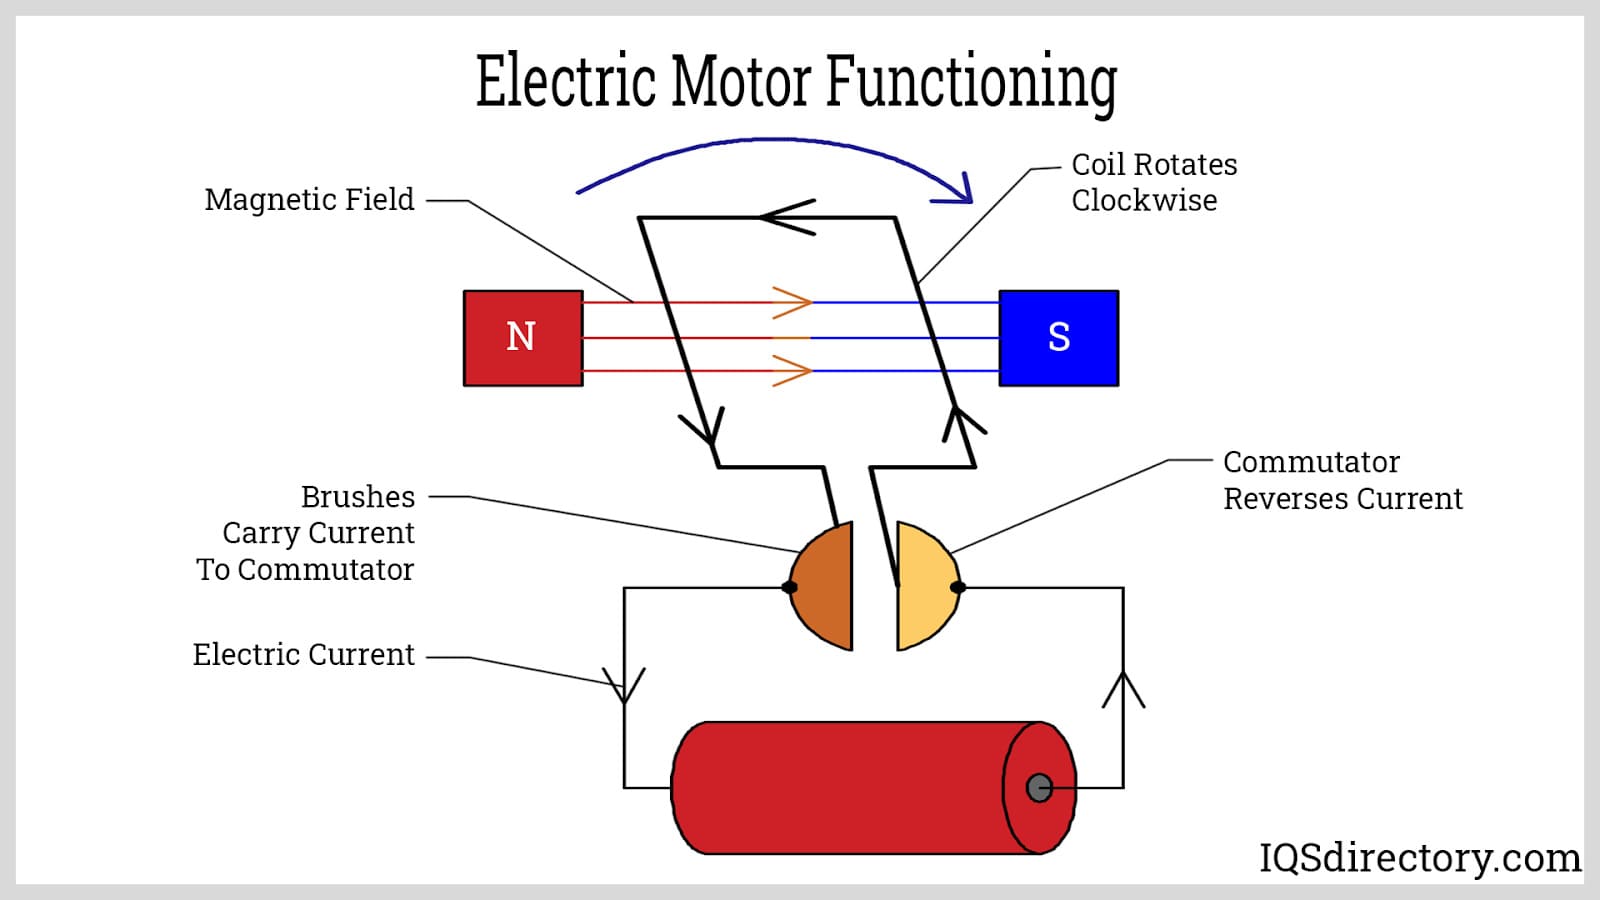 Electric Motor Functioning
Magnetic Field
Coil Rotates
Clockwise
N
S
Brushes
Carry Current
To Commutator
Commutator
Reverses Current
Electric Current
IQSdirectory.com